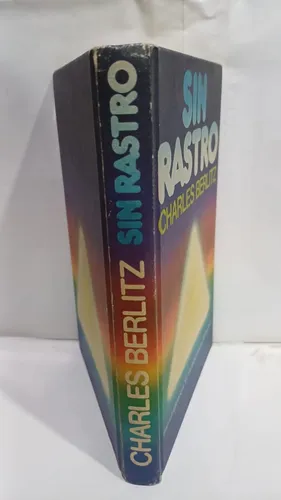 SIN
RASTRO
CHARLES BERLITZ
CHARLES BERLITZ SIN RASTRO